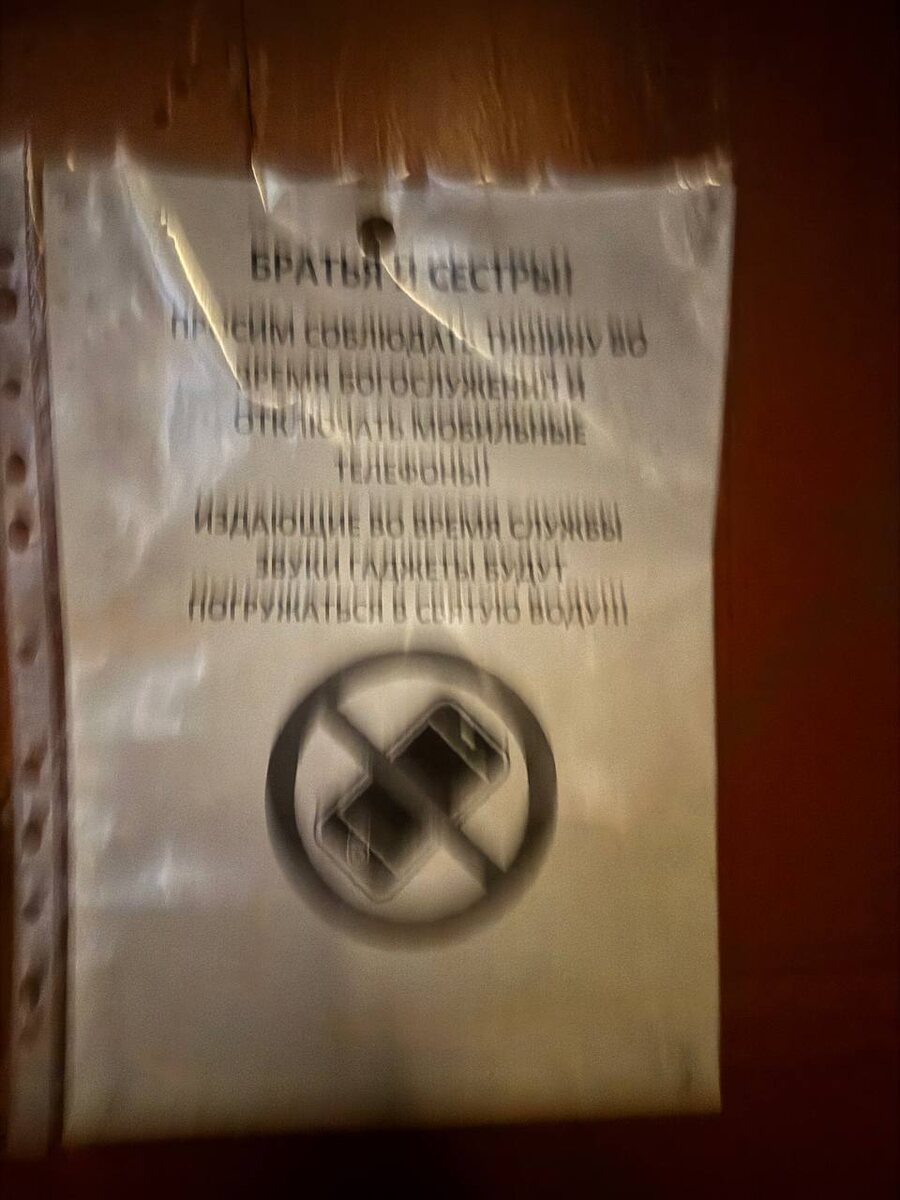 БРАТЬЯ И СЕСТРЫ!
ПРОСИМ СОБЛЮДАТЬ ТИШИНУ ВО
ВРЕМЯ БОГОСЛУЖЕНИЯ И
ОТКЛЮЧАТЬ МОБИЛЬНЫЕ
ТЕЛЕФОНЫ!
ИЗДАЮЩИЕ ВО ВРЕМЯ СЛУЖБЫ
ЗВУКИ ГАДЖЕТЫ БУДУТ
ПОГРУЖАТЬСЯ В СВЯТУЮ ВОДУ!!!